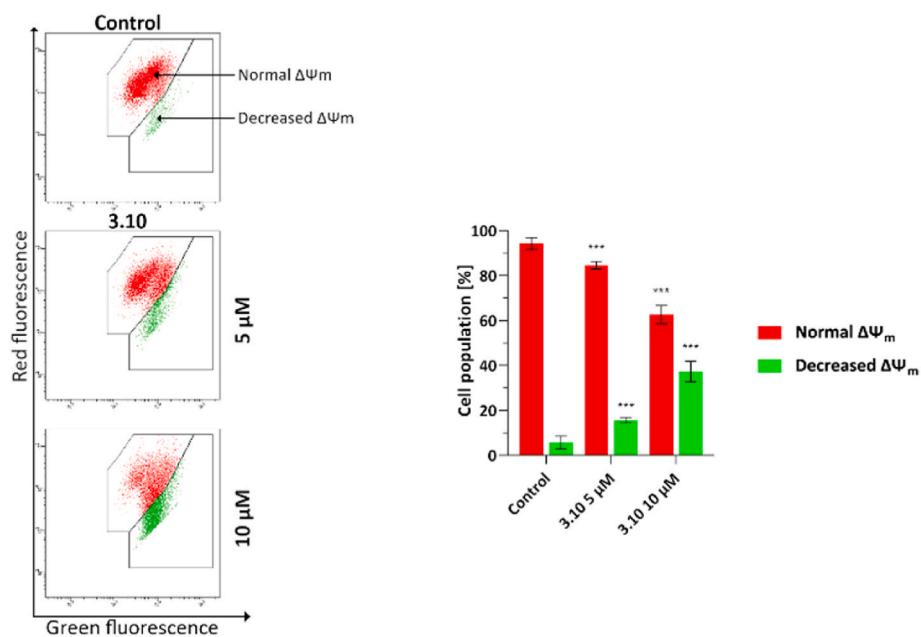 Control
Normal ΔΨm
Decreased ΔΨm
3.10
5 µM
10 µM
Red fluorescence
Green fluorescence
100
80
60
40
20
0
Cell population [%]
***
***
***
***
Control
3.10 5 µM
3.10 10 µM
Normal ΔΨm
Decreased ΔΨm